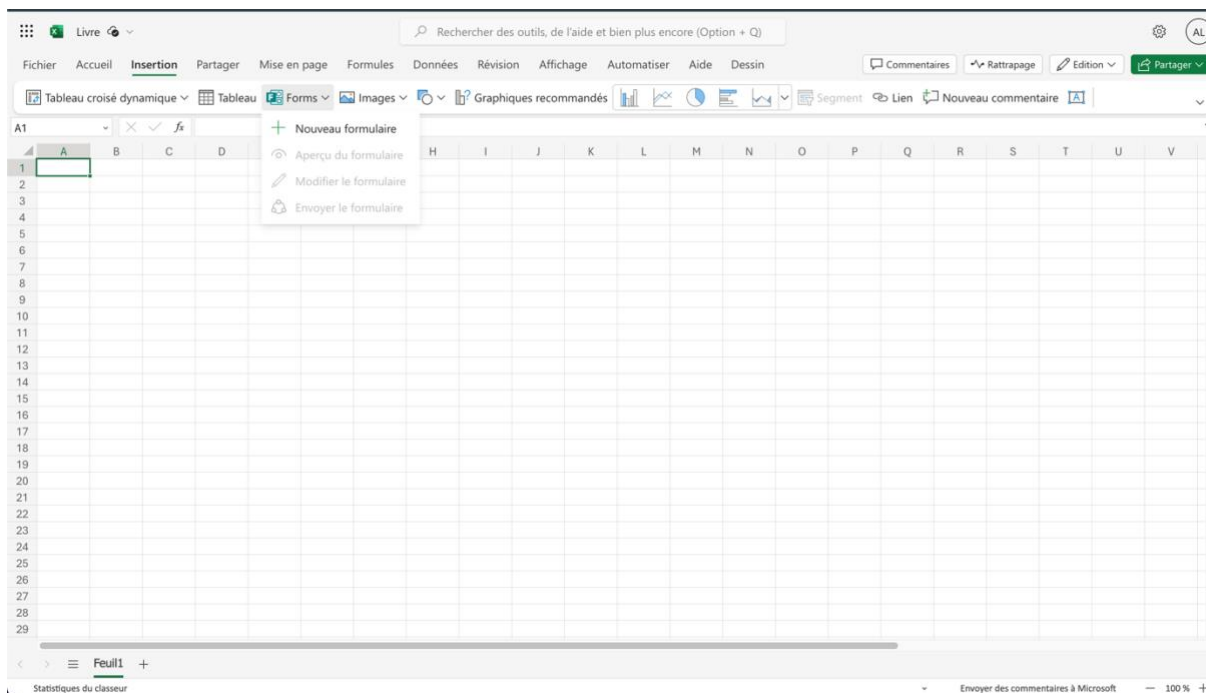 Livre
Rechercher des outils, de l'aide et bien plus encore (Option + Q)
AL
Fichier Accueil Insertion Partager Mise en page Formules Données Révision Affichage Automatiser Aide Dessin Commentaires Rattrapage Edition Partager
Tableau croisé dynamique Tableau Forms Images Graphiques recommandés Segment Lien Nouveau commentaire A
A1 fx
Nouveau formulaire
Aperçu du formulaire
Modifier le formulaire
Envoyer le formulaire
A B C D H I J K L M N O P Q R S T U V
1
2
3
4
5
6
7
8
9
10
11
12
13
14
15
16
17
18
19
20
21
22
23
24
25
26
27
28
29
Feuil1 +
Statistiques du classeur Envoyer des commentaires à Microsoft — 100 % +